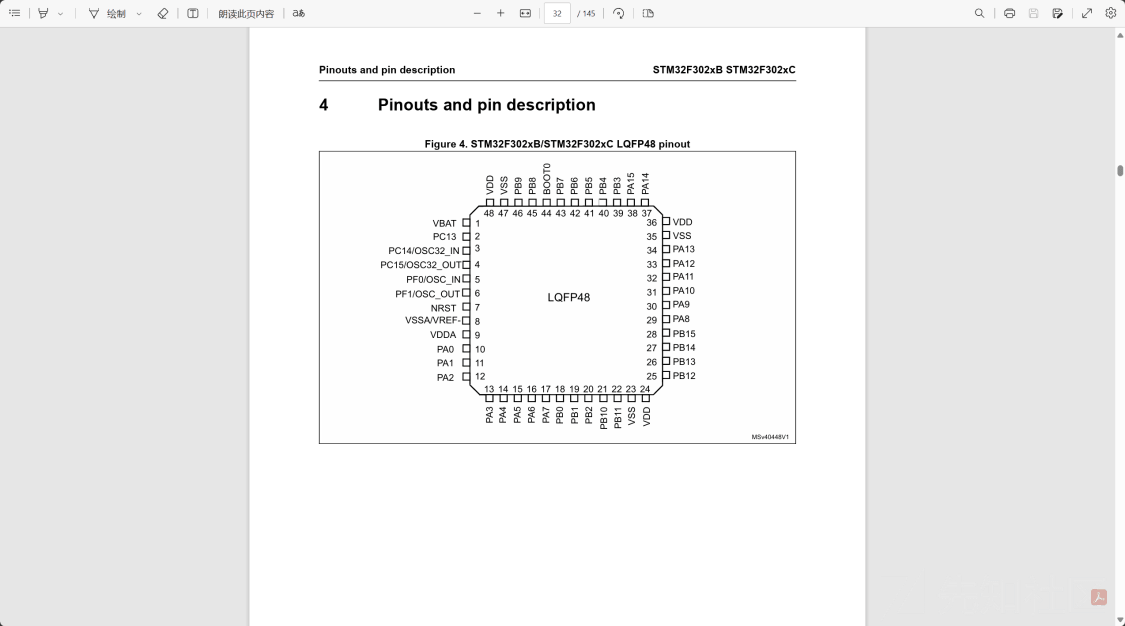 绘制
朗读此页内容
aあ
32 / 145
Pinouts and pin description STM32F302xB STM32F302xC
4 Pinouts and pin description
Figure 4. STM32F302xB/STM32F302xC LQFP48 pinout
VDD VSS PB9 PB8 BOOT0 PB7 PB6 PB5 PB4 PB3 PA15 PA14
48 47 46 45 44 43 42 41 40 39 38 37
VBAT 1 36 VDD
PC13 2 35 VSS
PC14/OSC32_IN 3 34 PA13
PC15/OSC32_OUT 4 33 PA12
PF0/OSC_IN 5 32 PA11
PF1/OSC_OUT 6 31 PA10
LQFP48
NRST 7 30 PA9
VSSA/VREF- 8 29 PA8
VDDA 9 28 PB15
PA0 10 27 PB14
PA1 11 26 PB13
PA2 12 25 PB12
13 14 15 16 17 18 19 20 21 22 23 24
PA3 PA4 PA5 PA6 PA7 PB0 PB1 PB2 PB10 PB11 VSS VDD
MSv40448V1